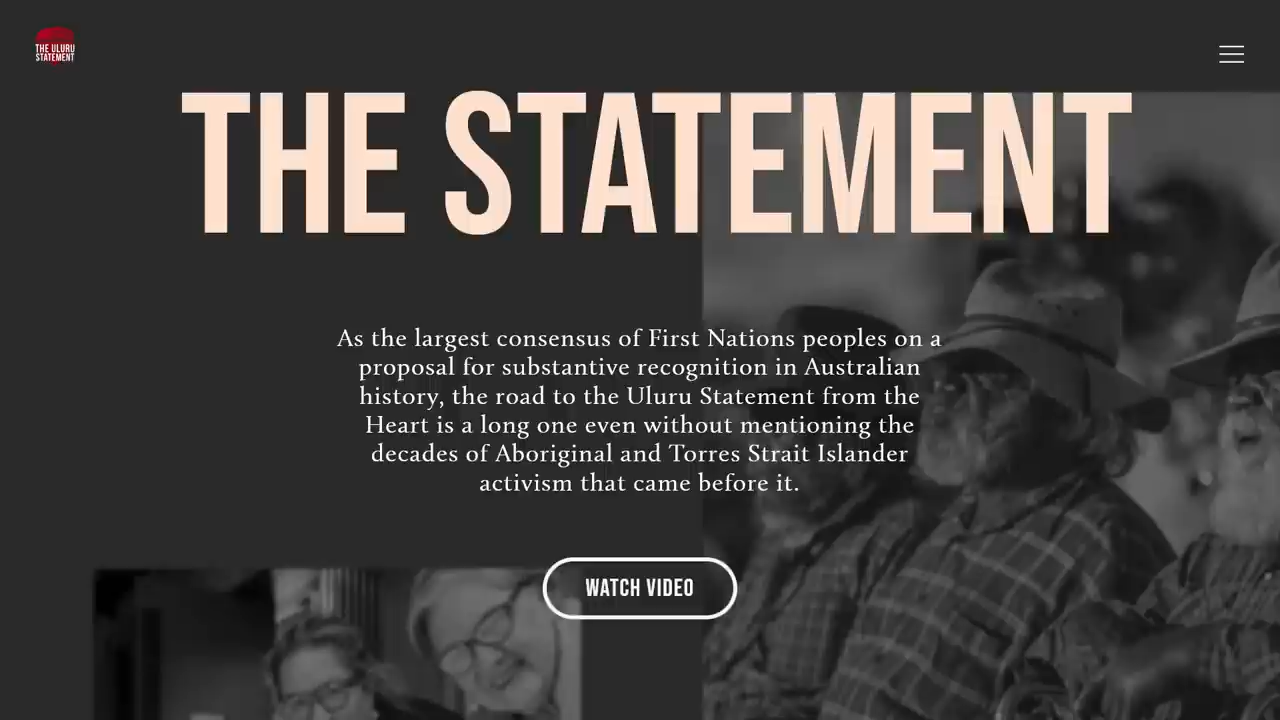 THE ULURU
STATEMENT
THE STATEMENT
As the largest consensus of First Nations peoples on a
proposal for substantive recognition in Australian
history, the road to the Uluru Statement from the
Heart is a long one even without mentioning the
decades of Aboriginal and Torres Strait Islander
activism that came before it.
WATCH VIDEO